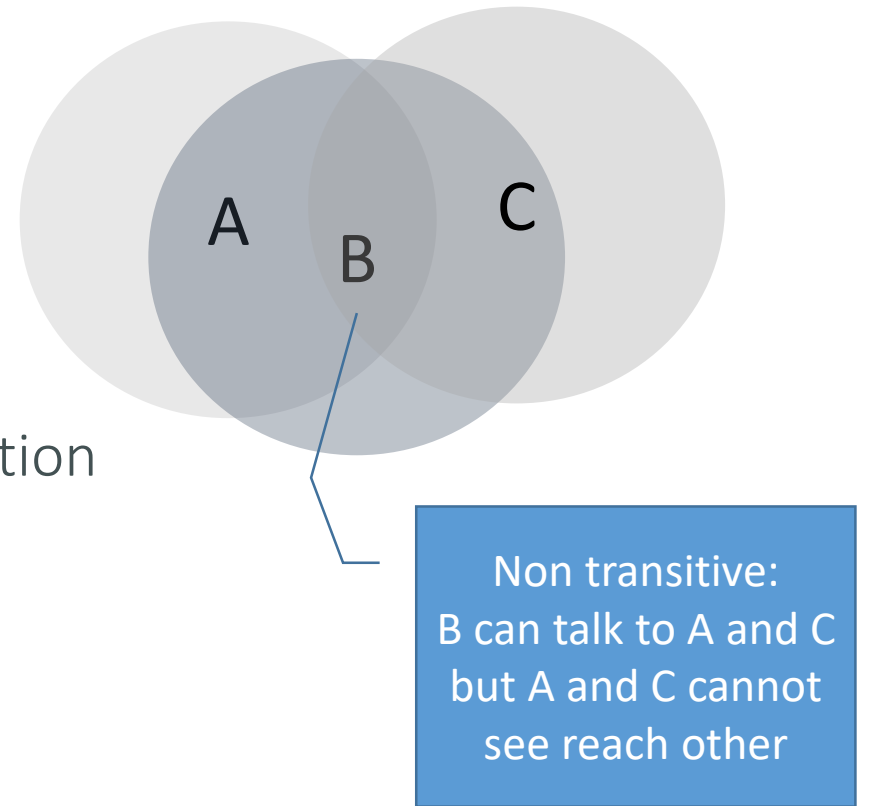 A
B
C
tion
Non transitive:
B can talk to A and C
but A and C cannot
see reach other